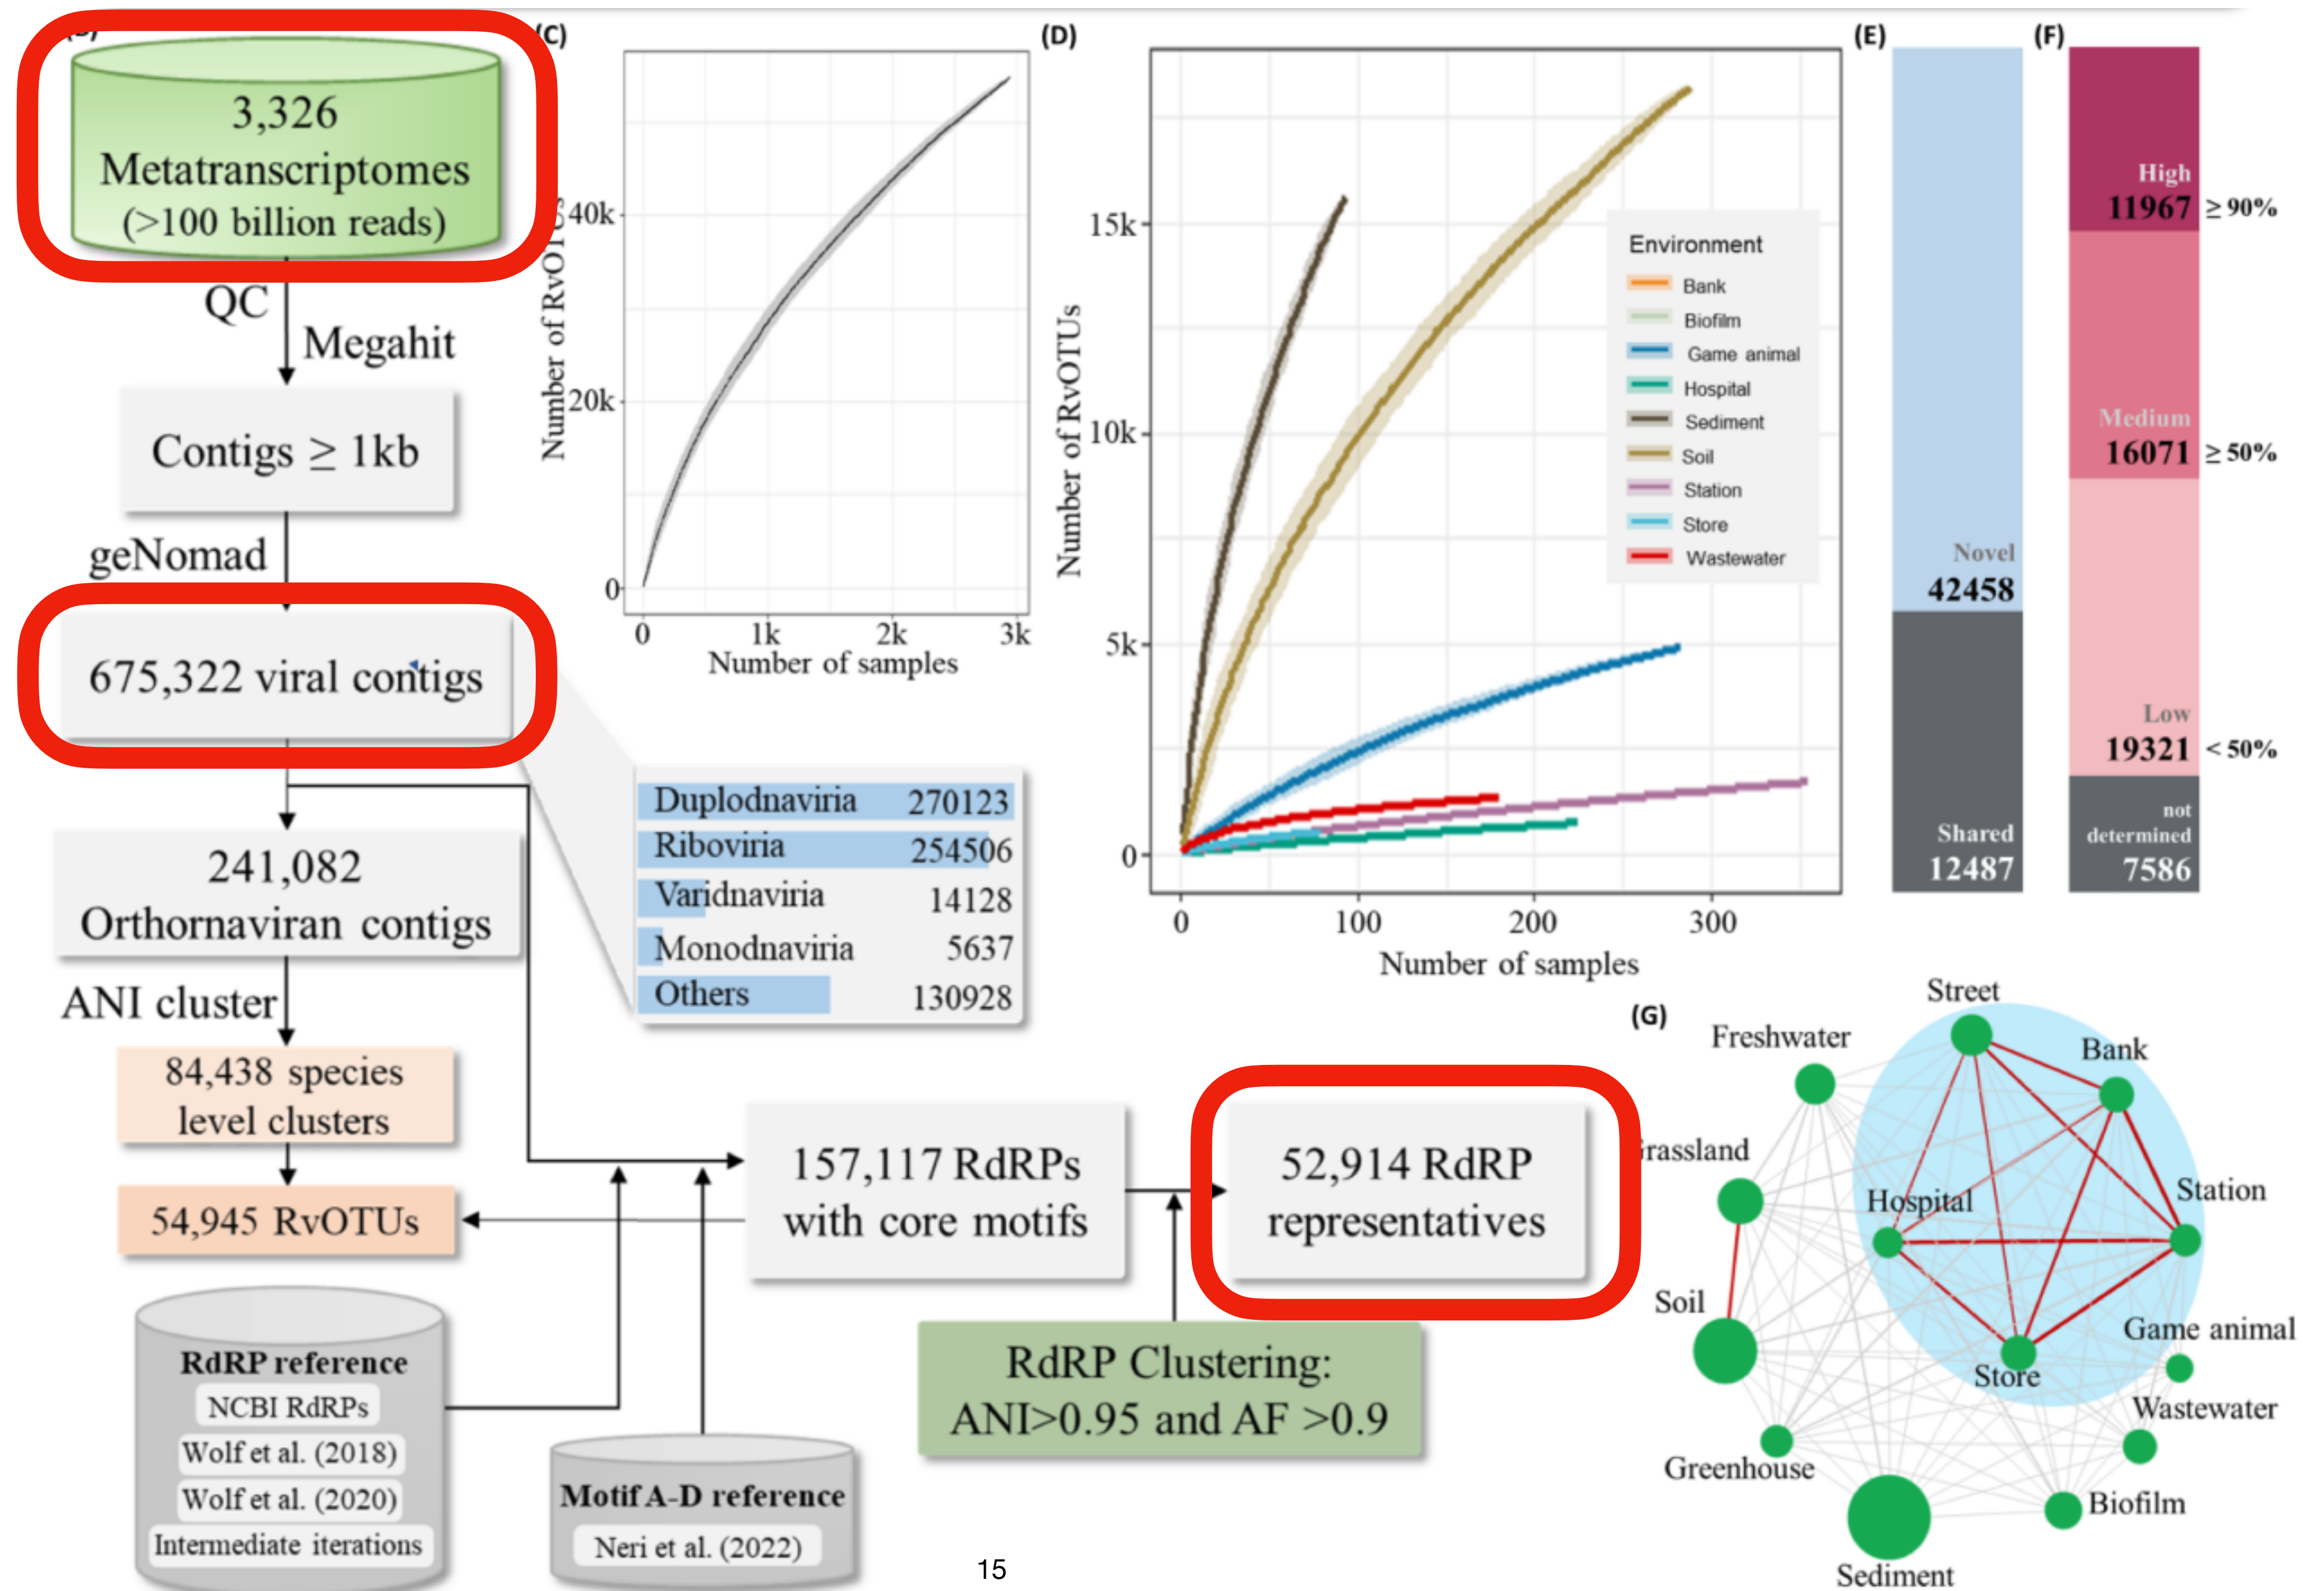 3,326
Metatranscriptomes
(>100 billion reads)
QC
Megahit
Contigs ≥ 1kb
geNomad
675,322 viral contigs
241,082
Orthornaviran contigs
ANI cluster
84,438 species
level clusters
54,945 RvOTUs
RdRP reference
NCBI RdRPs
Wolf et al. (2018)
Wolf et al. (2020)
Intermediate iterations
Motif A-D reference
Neri et al. (2022)
157,117 RdRPs
with core motifs
52,914 RdRP
representatives
RdRP Clustering:
ANI>0.95 and AF >0.9
Duplodnaviria 270123
Riboviria 254506
Varidnaviria 14128
Monodnaviria 5637
Others 130928
(C)
Number of RvOTUs
40k
20k
0
0 1k 2k 3k
Number of samples
(D)
Number of RvOTUs
15k
10k
5k
0
0 100 200 300
Number of samples
Environment
Bank
Biofilm
Game animal
Hospital
Sediment
Soil
Station
Store
Wastewater
(E)
Novel
42458
Shared
12487
(F)
High
11967 ≥ 90%
Medium
16071 ≥ 50%
Low
19321 < 50%
not
determined
7586
(G)
Street
Freshwater
Bank
rassland
Hospital
Station
Soil
Game animal
Store
Wastewater
Greenhouse
Biofilm
Sediment
15